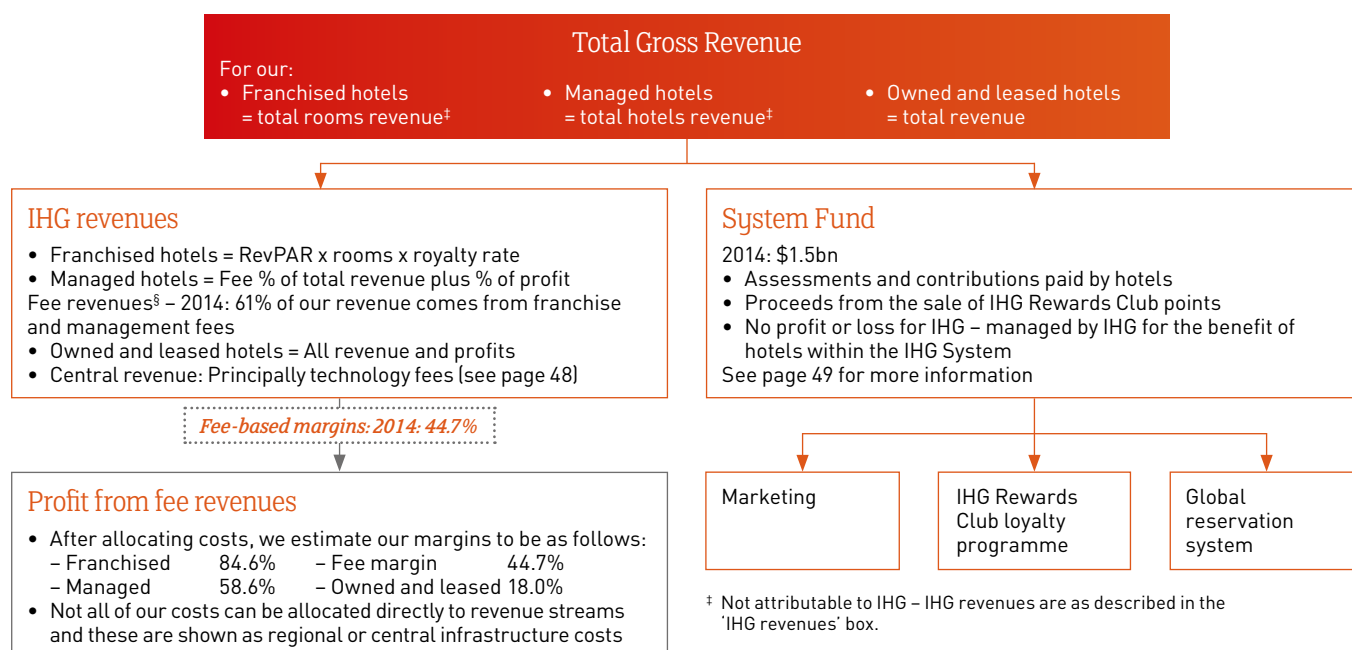 Total Gross Revenue
For our:
• Franchised hotels
= total rooms revenue‡
• Managed hotels
= total hotels revenue‡
• Owned and leased hotels
= total revenue
IHG revenues
• Franchised hotels = RevPAR x rooms x royalty rate
• Managed hotels = Fee % of total revenue plus % of profit
Fee revenues§ – 2014: 61% of our revenue comes from franchise
and management fees
• Owned and leased hotels = All revenue and profits
• Central revenue: Principally technology fees (see page 48)
Fee-based margins: 2014: 44.7%
Profit from fee revenues
• After allocating costs, we estimate our margins to be as follows:
– Franchised 84.6% – Fee margin 44.7%
– Managed 58.6% – Owned and leased 18.0%
• Not all of our costs can be allocated directly to revenue streams
and these are shown as regional or central infrastructure costs
System Fund
2014: $1.5bn
• Assessments and contributions paid by hotels
• Proceeds from the sale of IHG Rewards Club points
• No profit or loss for IHG – managed by IHG for the benefit of
hotels within the IHG System
See page 49 for more information
Marketing
IHG Rewards
Club loyalty
programme
Global
reservation
system
‡ Not attributable to IHG – IHG revenues are as described in the
‘IHG revenues’ box.